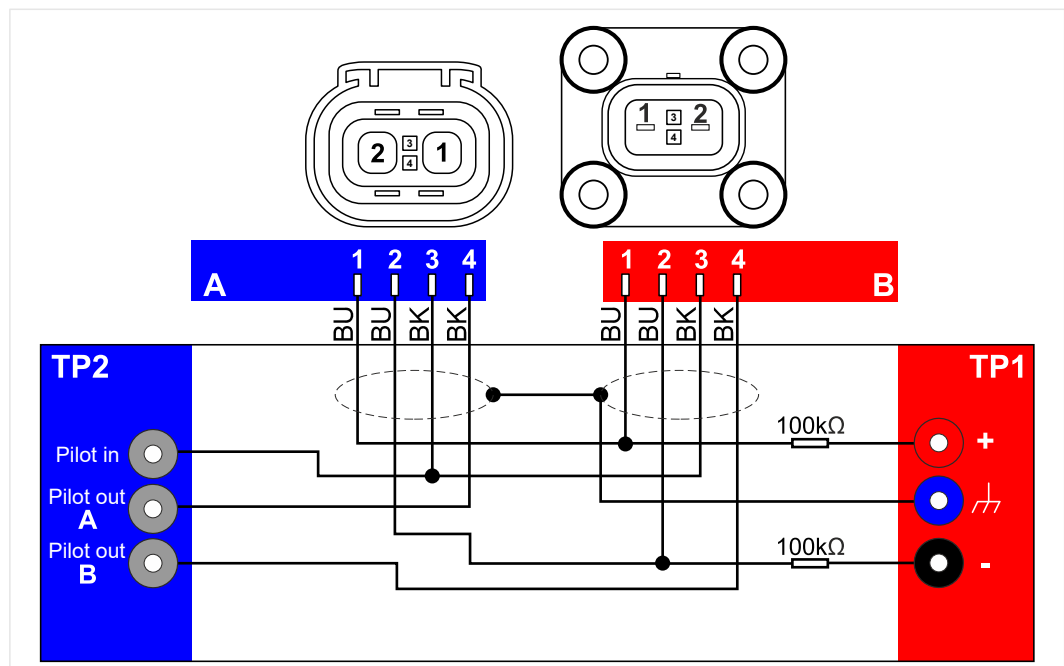 2 3 4 1
1 3 4 2
A 1 2 3 4
1 2 3 4 B
BU BU BK BK
BU BU BK BK
TP2
TP1
100kΩ
+
Pilot in
Pilot out
A
100kΩ
-
Pilot out
B